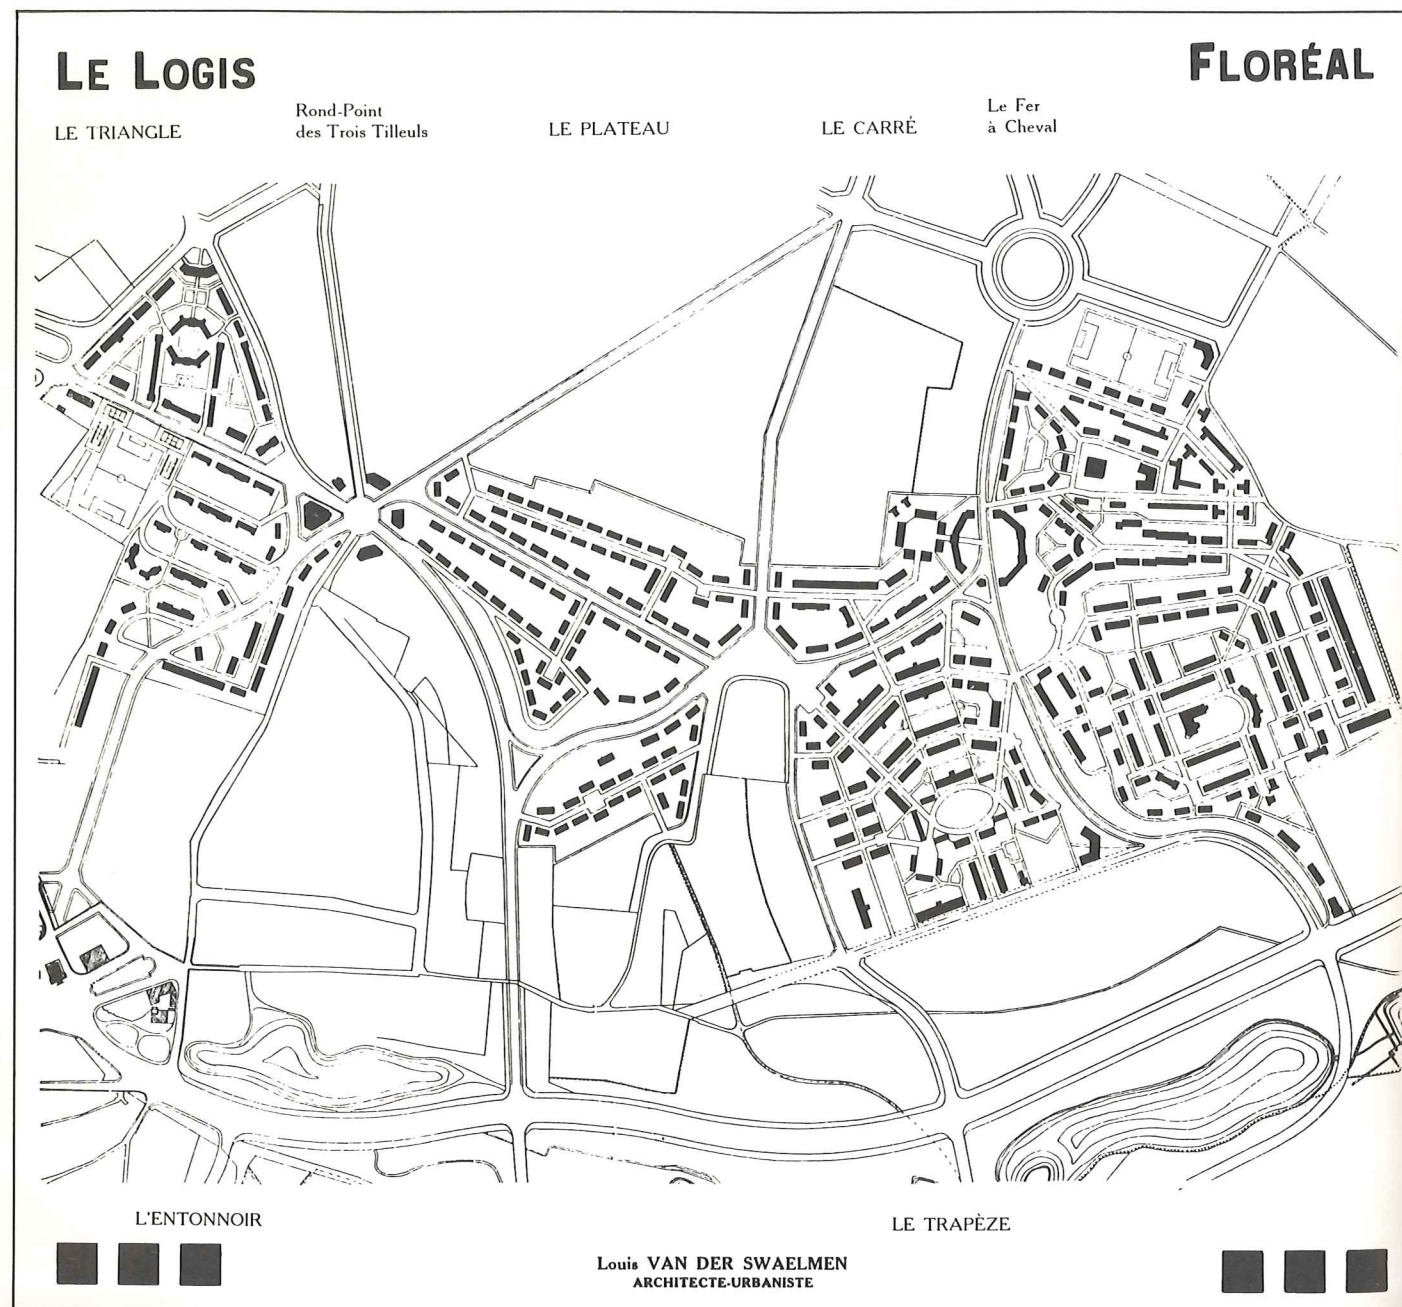 LE LOGIS
FLORÉAL
LE TRIANGLE
Rond-Point
des Trois Tilleuls
LE PLATEAU
LE CARRÉ
Le Fer
à Cheval
L'ENTONNOIR
LE TRAPÈZE
Louis VAN DER SWAELMEN
ARCHITECTE-URBANISTE